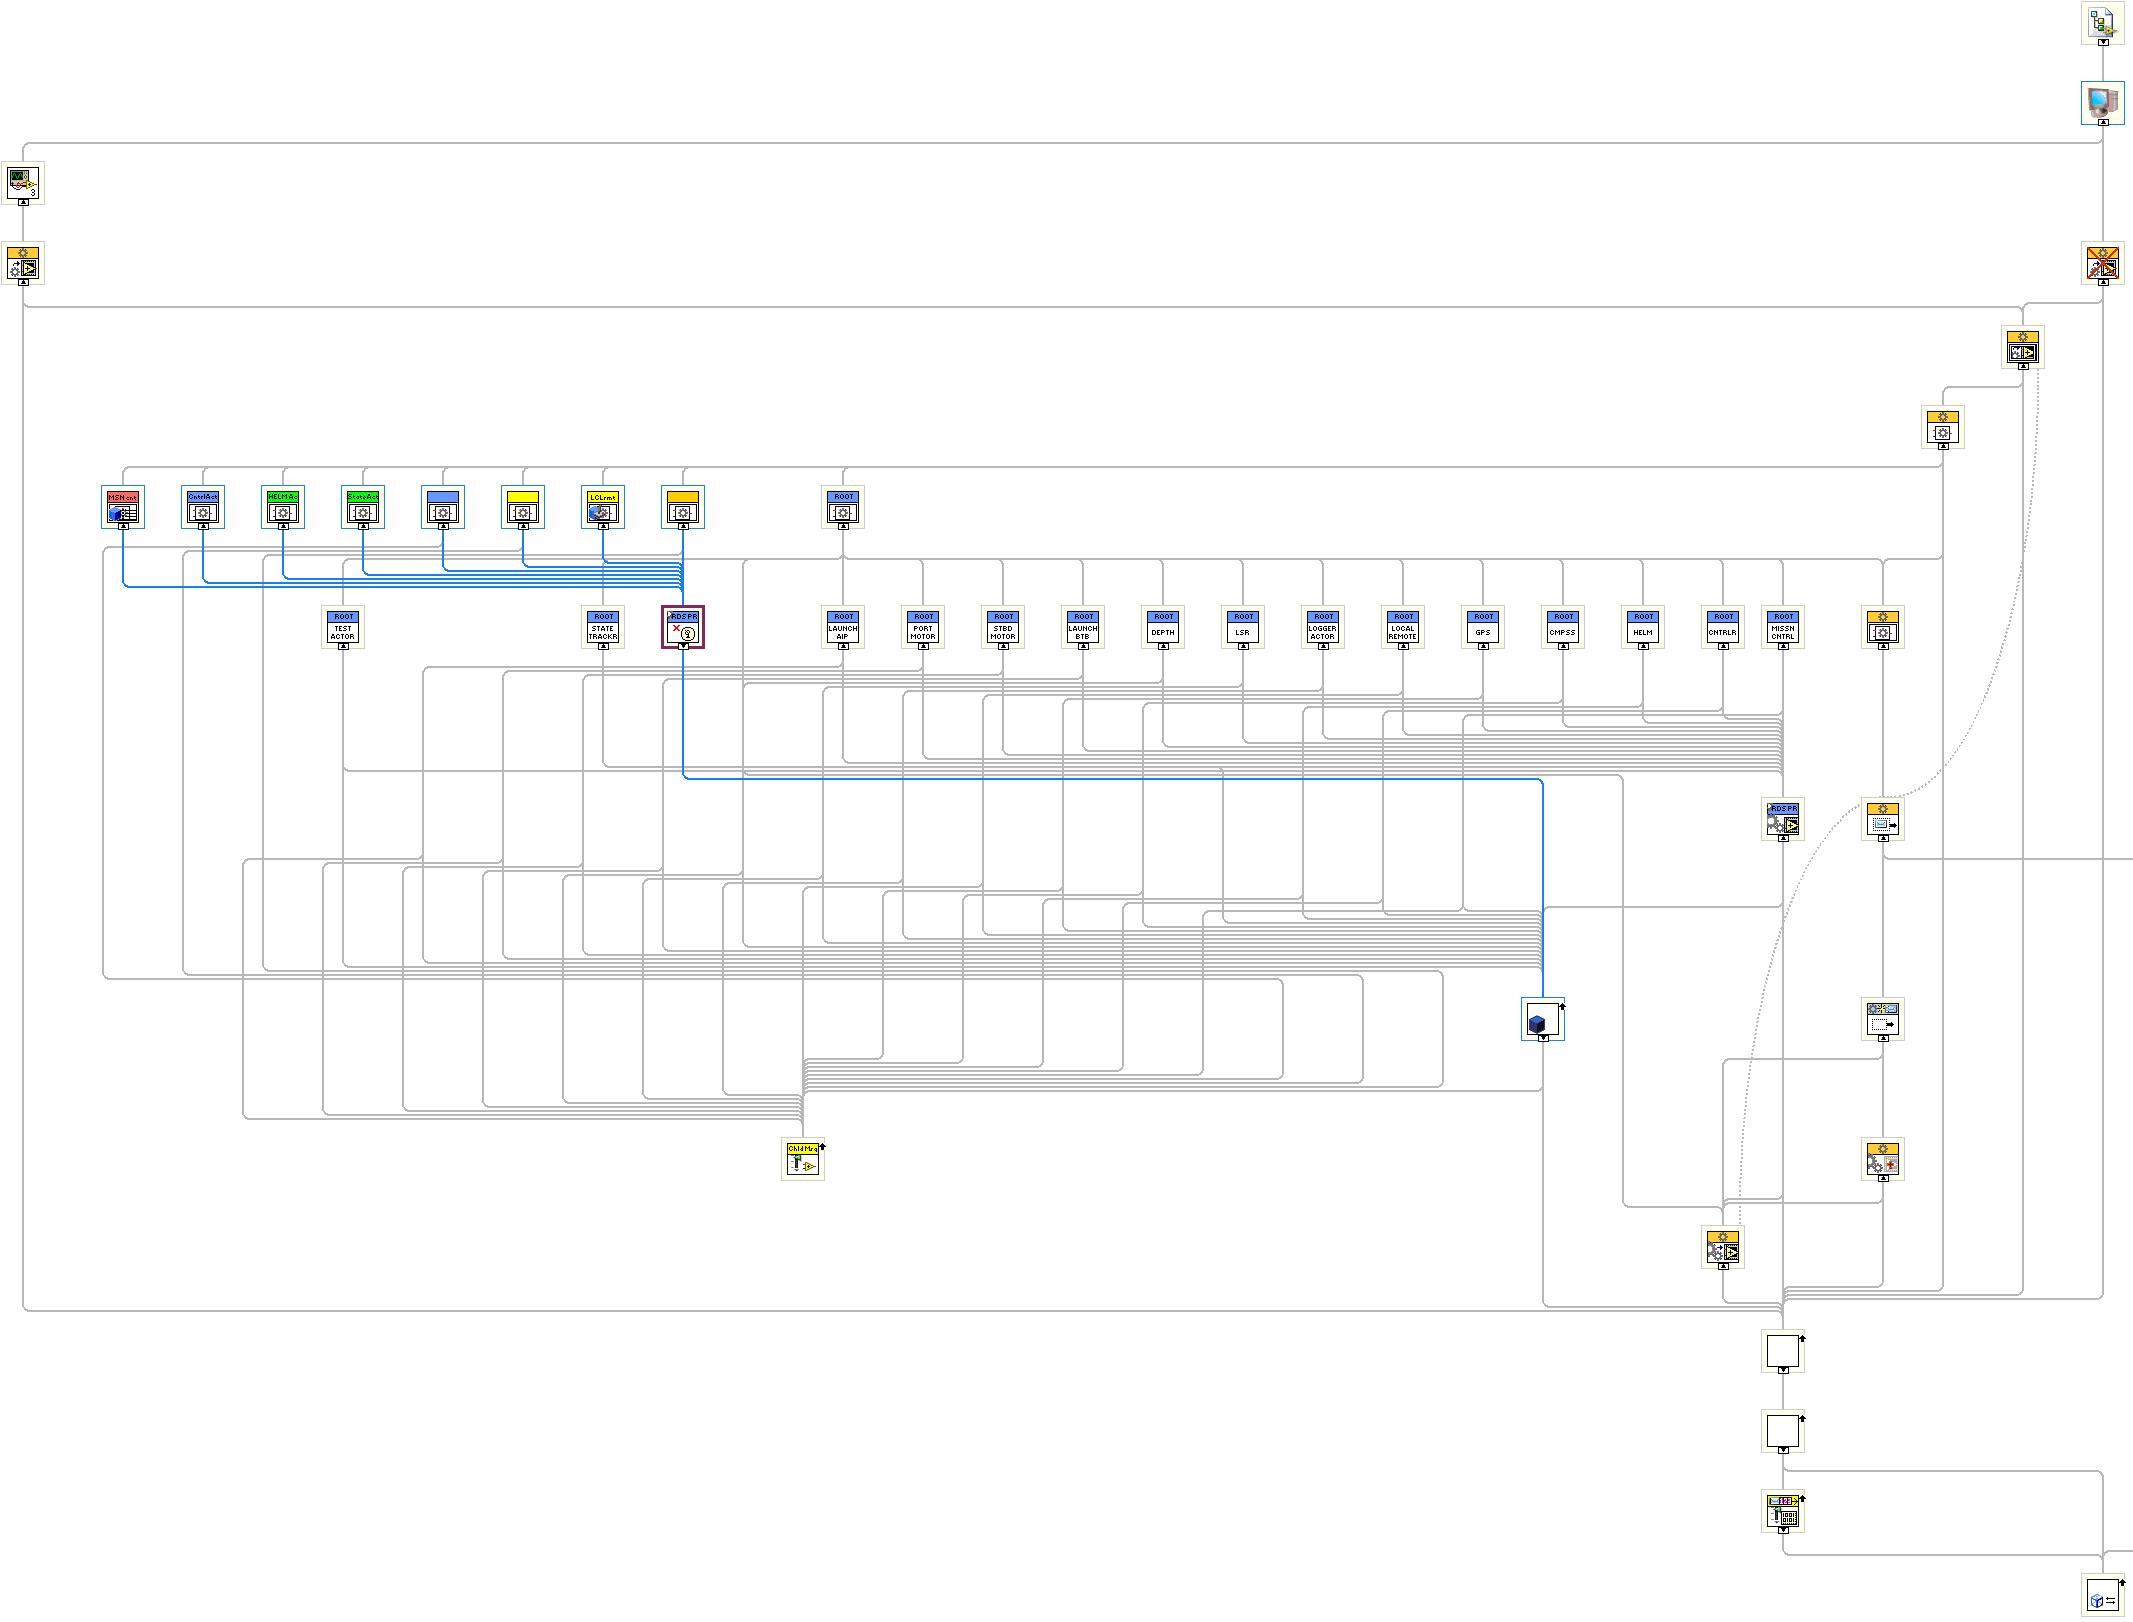 3
MSN cnt
CntrlAct
HELM Ac
StateAct
LCLrmt
ROOT
ROOT
TEST
ACTOR
ROOT
STATE
TRACKR
RDSPR
ROOT
LAUNCH
AIP
ROOT
PORT
MOTOR
ROOT
STBD
MOTOR
ROOT
LAUNCH
BTB
ROOT
DEPTH
ROOT
LSR
ROOT
LOGGER
ACTOR
ROOT
LOCAL
REMOTE
ROOT
GPS
ROOT
CMPSS
ROOT
HELM
ROOT
CNTRLR
ROOT
MISSN
CNTRL
RDSPR
Chld Msg